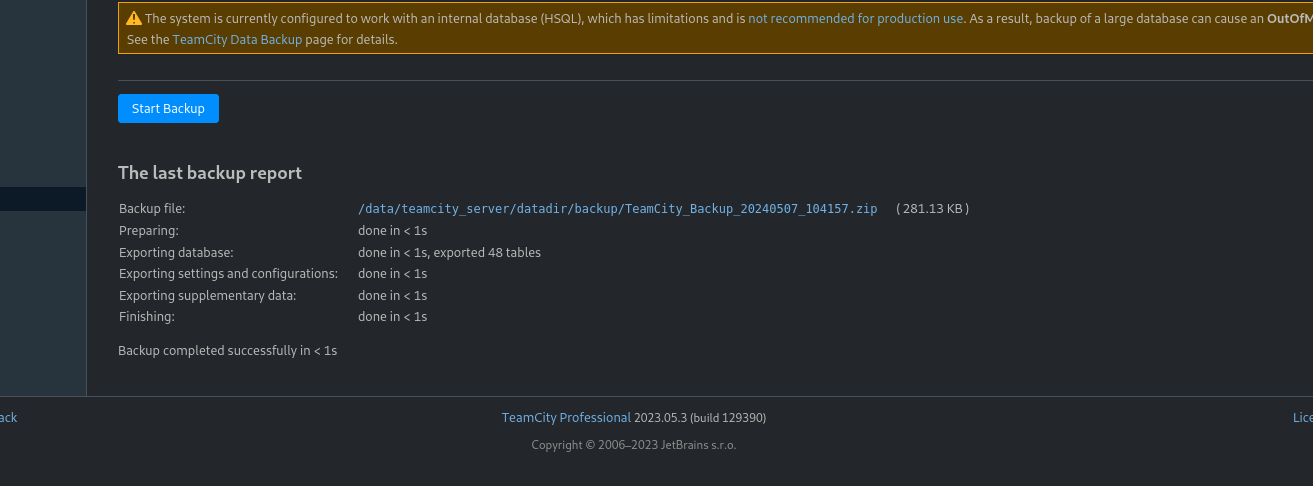 The system is currently configured to work with an internal database (HSQL), which has limitations and is not recommended for production use. As a result, backup of a large database can cause an OutOfM
See the TeamCity Data Backup page for details.
Start Backup
The last backup report
Backup file: /data/teamcity_server/datadir/backup/TeamCity_Backup_20240507_104157.zip ( 281.13 KB )
Preparing: done in < 1s
Exporting database: done in < 1s, exported 48 tables
Exporting settings and configurations: done in < 1s
Exporting supplementary data: done in < 1s
Finishing: done in < 1s
Backup completed successfully in < 1s
ack TeamCity Professional 2023.05.3 (build 129390) Lice
Copyright © 2006–2023 JetBrains s.r.o.